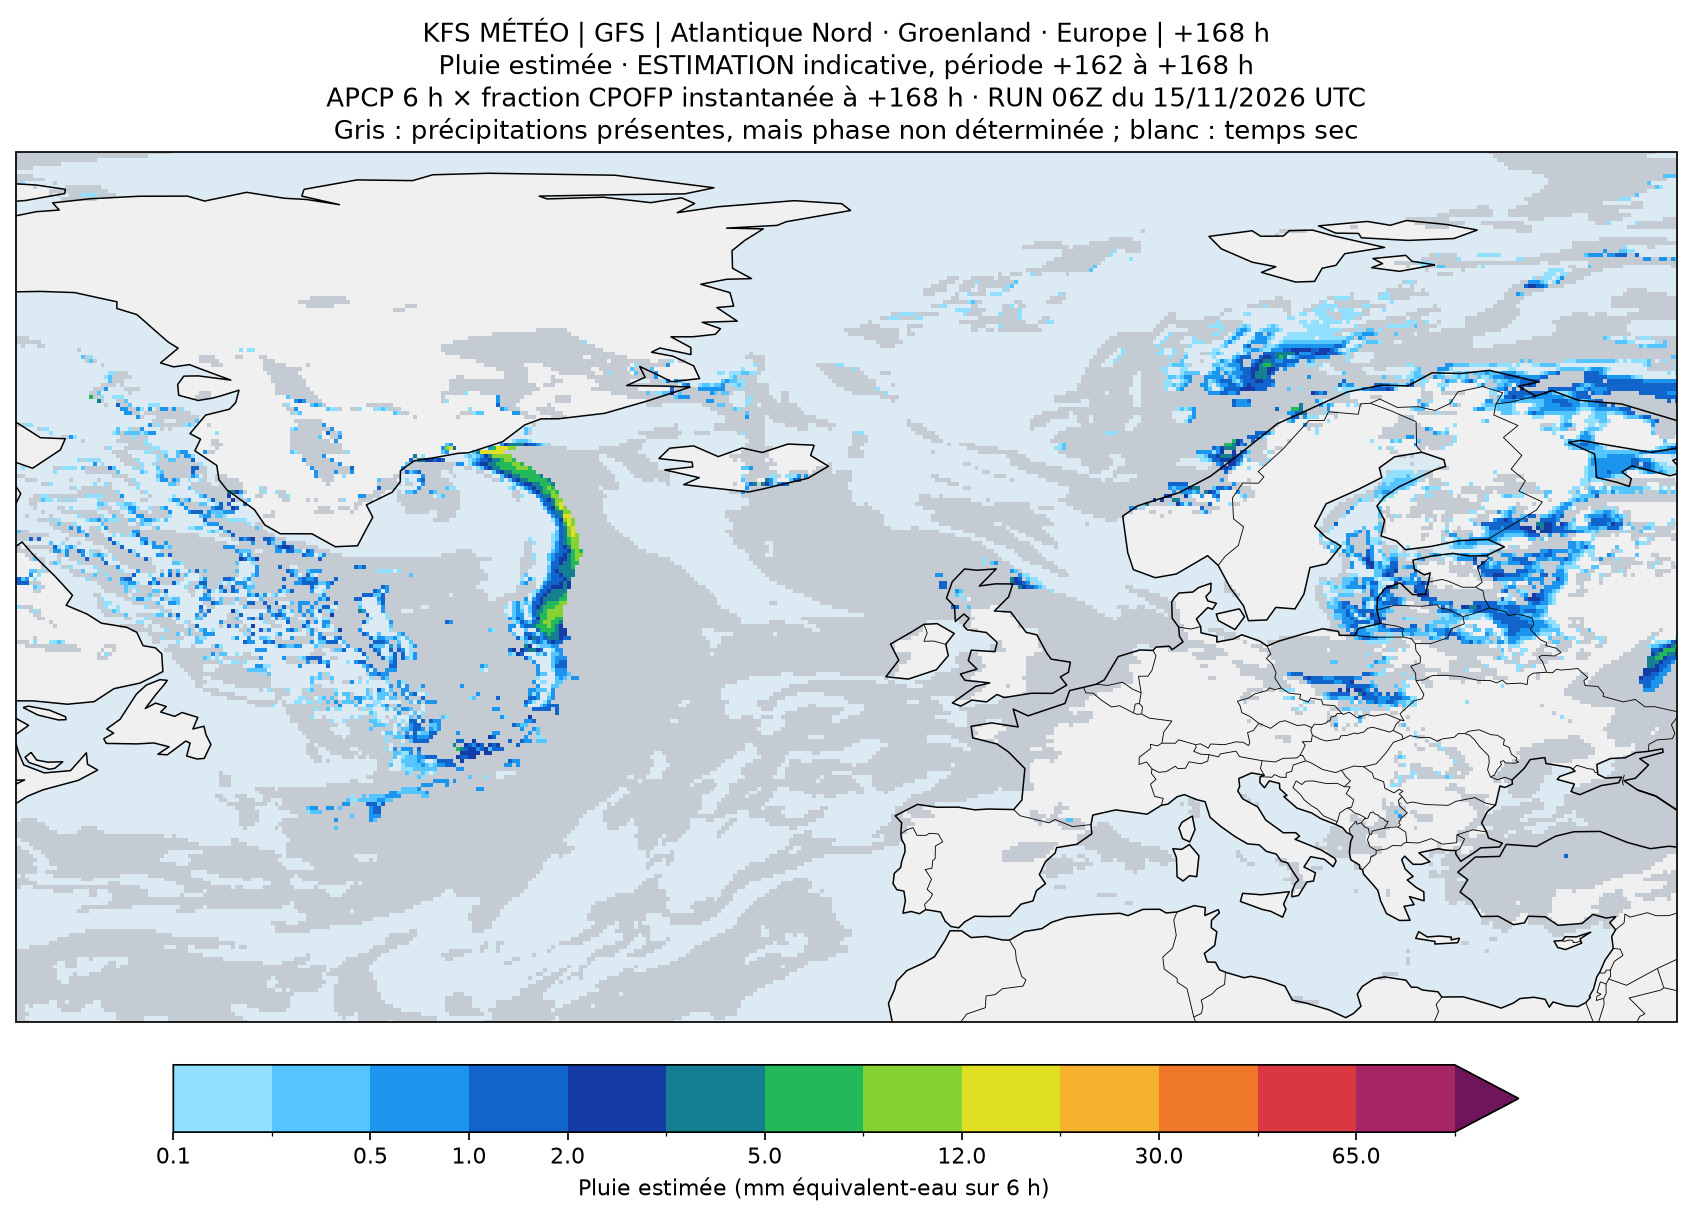 KFS MÉTÉO | GFS | Atlantique Nord · Groenland · Europe | +168 h
Pluie estimée · ESTIMATION indicative, période +162 à +168 h
APCP 6 h × fraction CPOFP instantanée à +168 h · RUN 06Z du 15/11/2026 UTC
Gris : précipitations présentes, mais phase non déterminée ; blanc : temps sec
0.1 0.5 1.0 2.0 5.0 12.0 30.0 65.0
Pluie estimée (mm équivalent-eau sur 6 h)